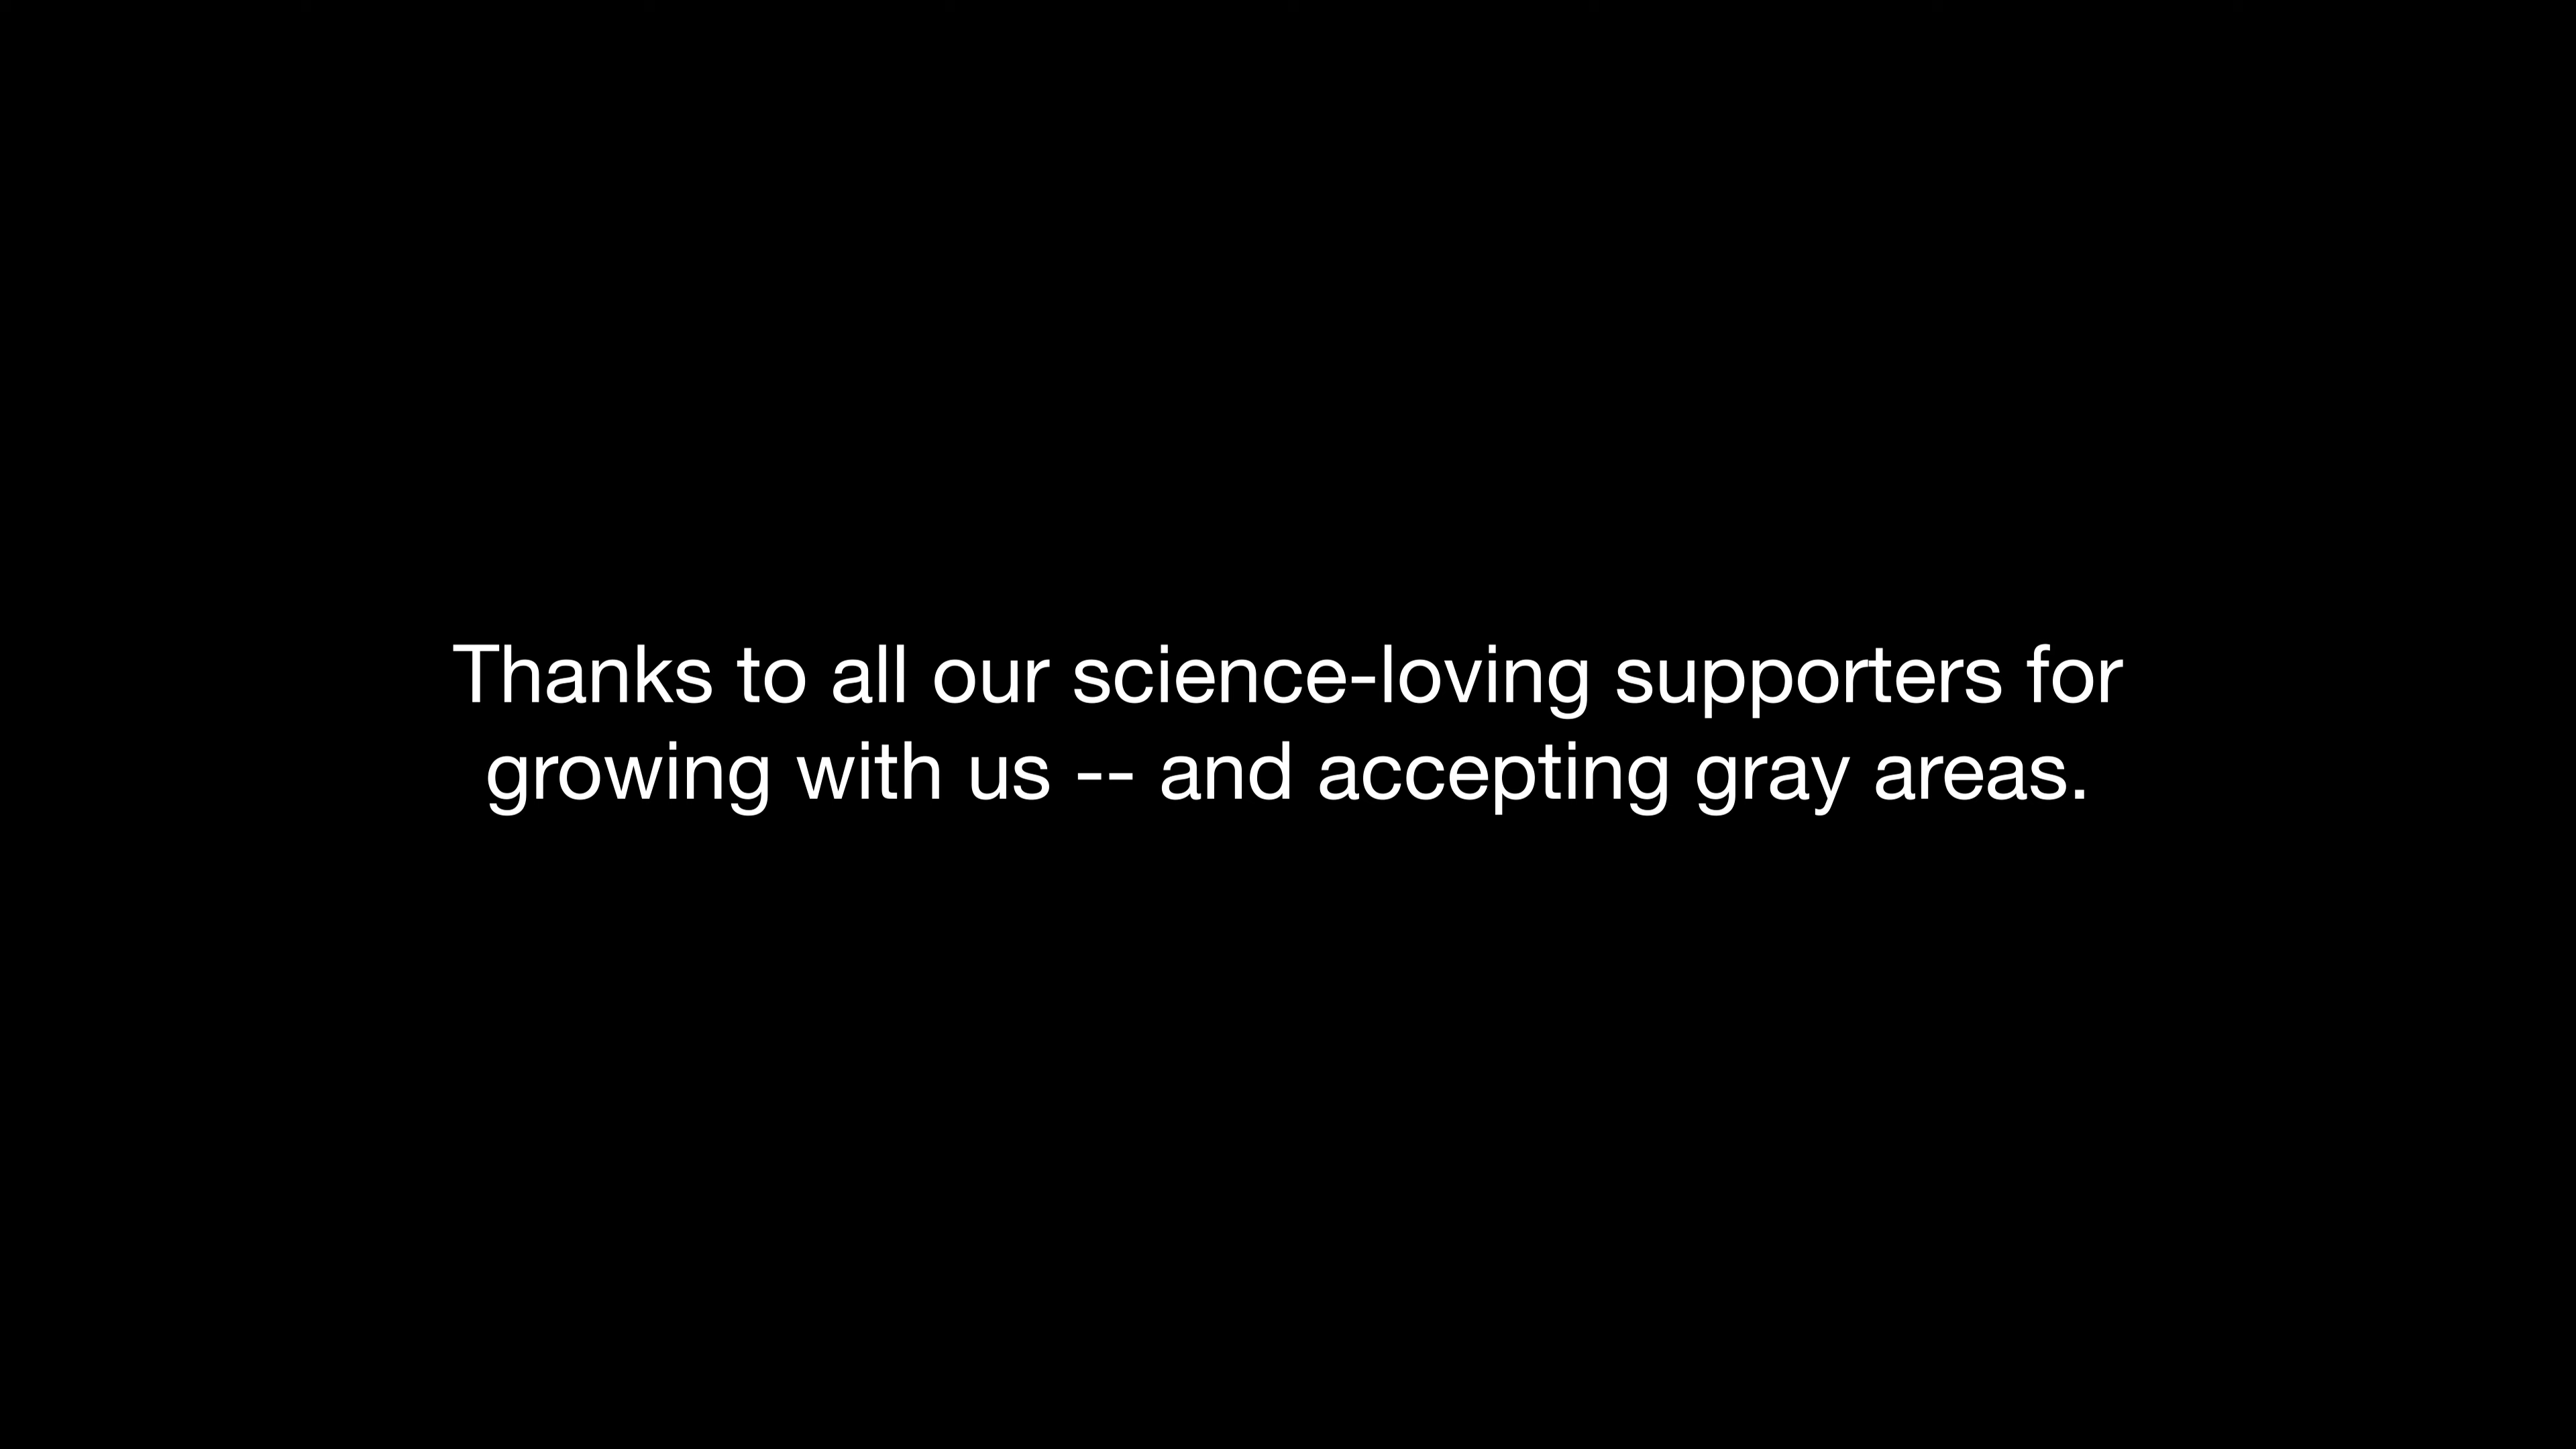 Thanks to all our science-loving supporters for
growing with us -- and accepting gray areas.